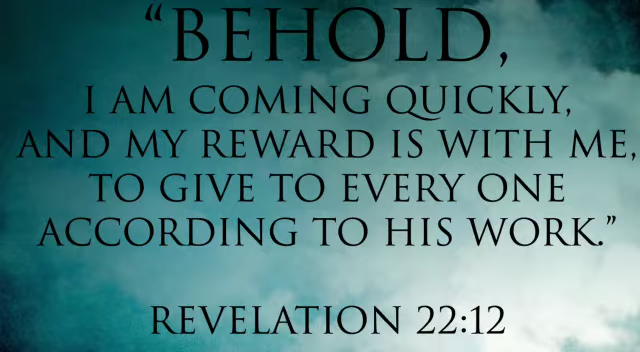 “BEHOLD,
I AM COMING QUICKLY,
AND MY REWARD IS WITH ME,
TO GIVE TO EVERY ONE
ACCORDING TO HIS WORK.”
REVELATION 22:12